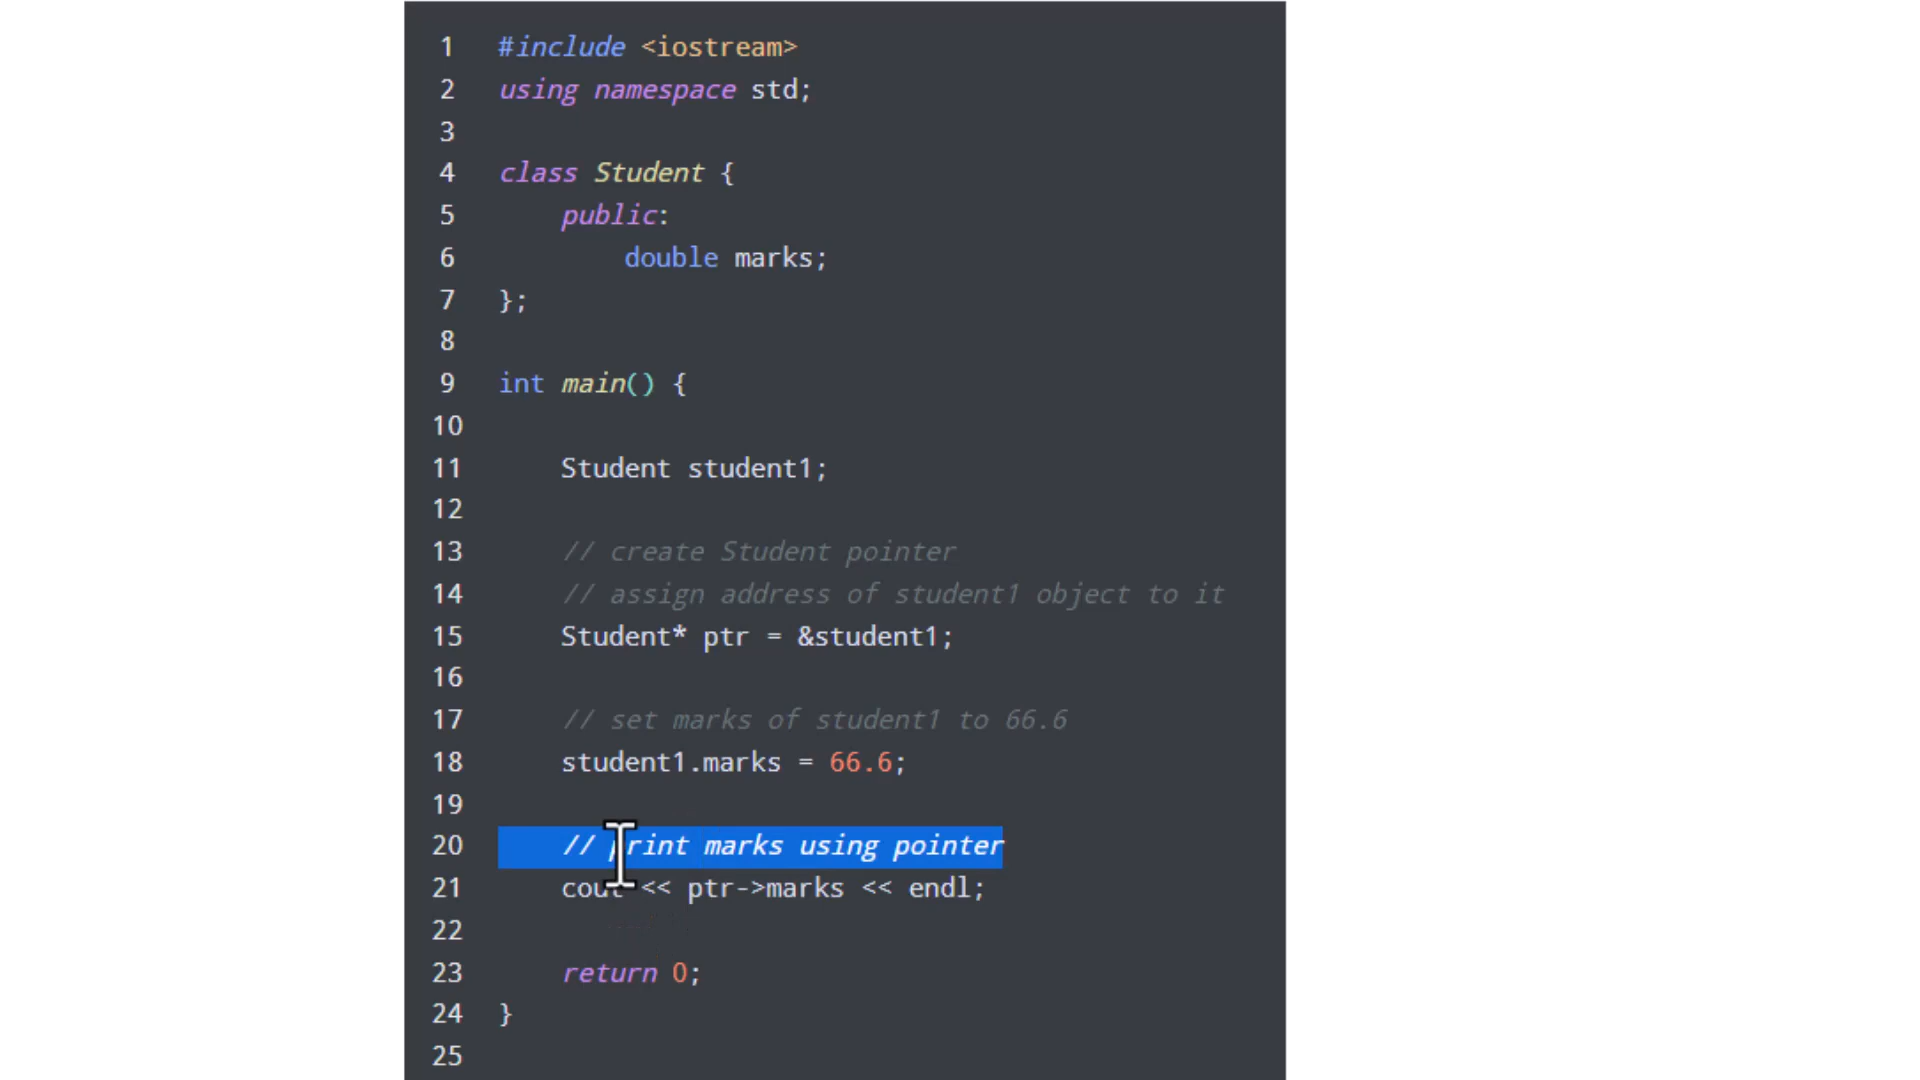 1 #include <iostream>
2 using namespace std;
3
4 class Student {
5 public:
6 double marks;
7 };
8
9 int main() {
10
11 Student student1;
12
13 // create Student pointer
14 // assign address of student1 object to it
15 Student* ptr = &student1;
16
17 // set marks of student1 to 66.6
18 student1.marks = 66.6;
19
20 // print marks using pointer
21 cout << ptr->marks << endl;
22
23 return 0;
24 }
25